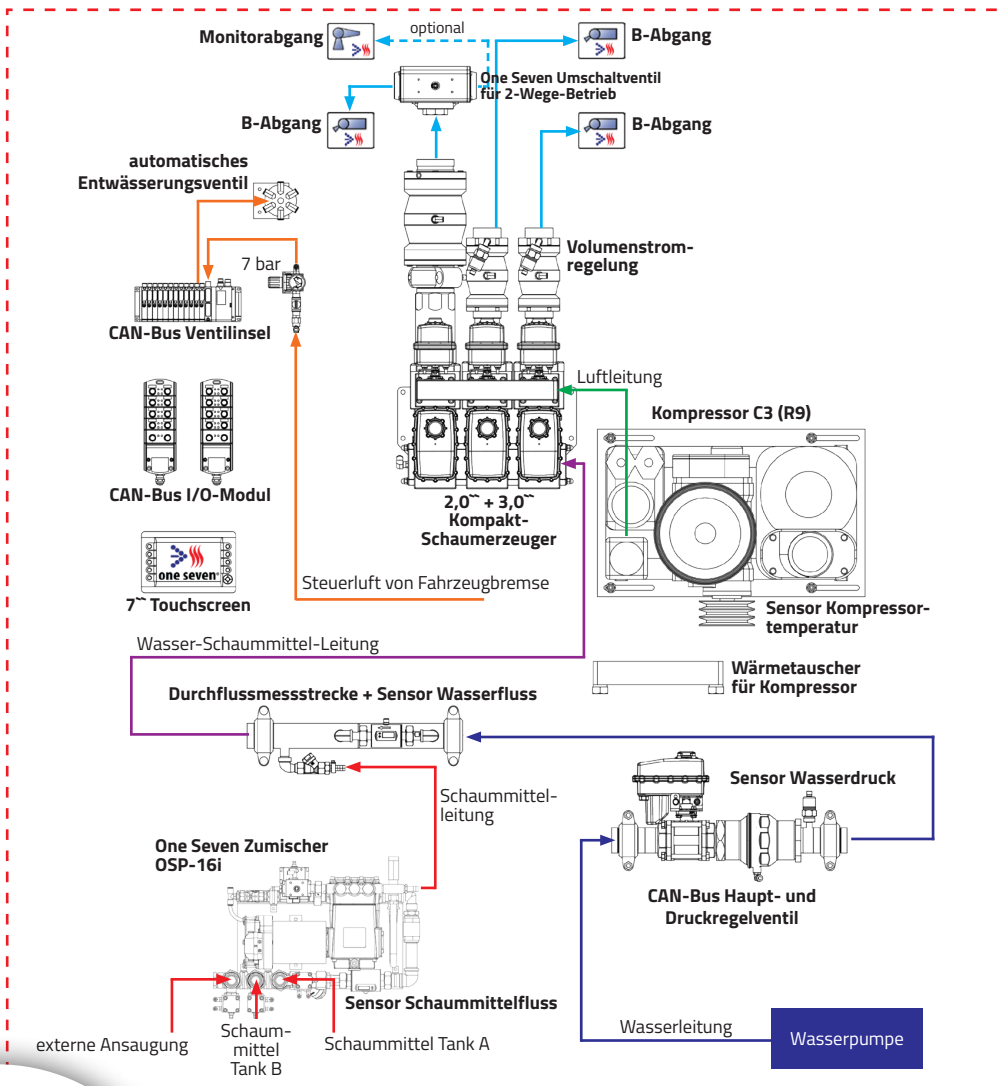 Monitorabgang
optional
B-Abgang
One Seven Umschaltventil
für 2-Wege-Betrieb
B-Abgang
B-Abgang
automatisches
Entwässerungsventil
7 bar
Volumenstrom-
regelung
CAN-Bus Ventilinsel
Luftleitung
Kompressor C3 (R9)
CAN-Bus I/O-Modul
2,0˜ + 3,0˜
Kompakt-
Schaumerzeuger
one seven®
7˜ Touchscreen
Steuerluft von Fahrzeugbremse
Sensor Kompressor-
temperatur
Wasser-Schaummittel-Leitung
Wärmetauscher
für Kompressor
Durchflussmessstrecke + Sensor Wasserfluss
Sensor Wasserdruck
Schaummittel-
leitung
One Seven Zumischer
OSP-16i
CAN-Bus Haupt- und
Druckregelventil
Sensor Schaummittelfluss
externe Ansaugung
Schaum-
mittel
Tank B
Schaummittel Tank A
Wasserleitung
Wasserpumpe